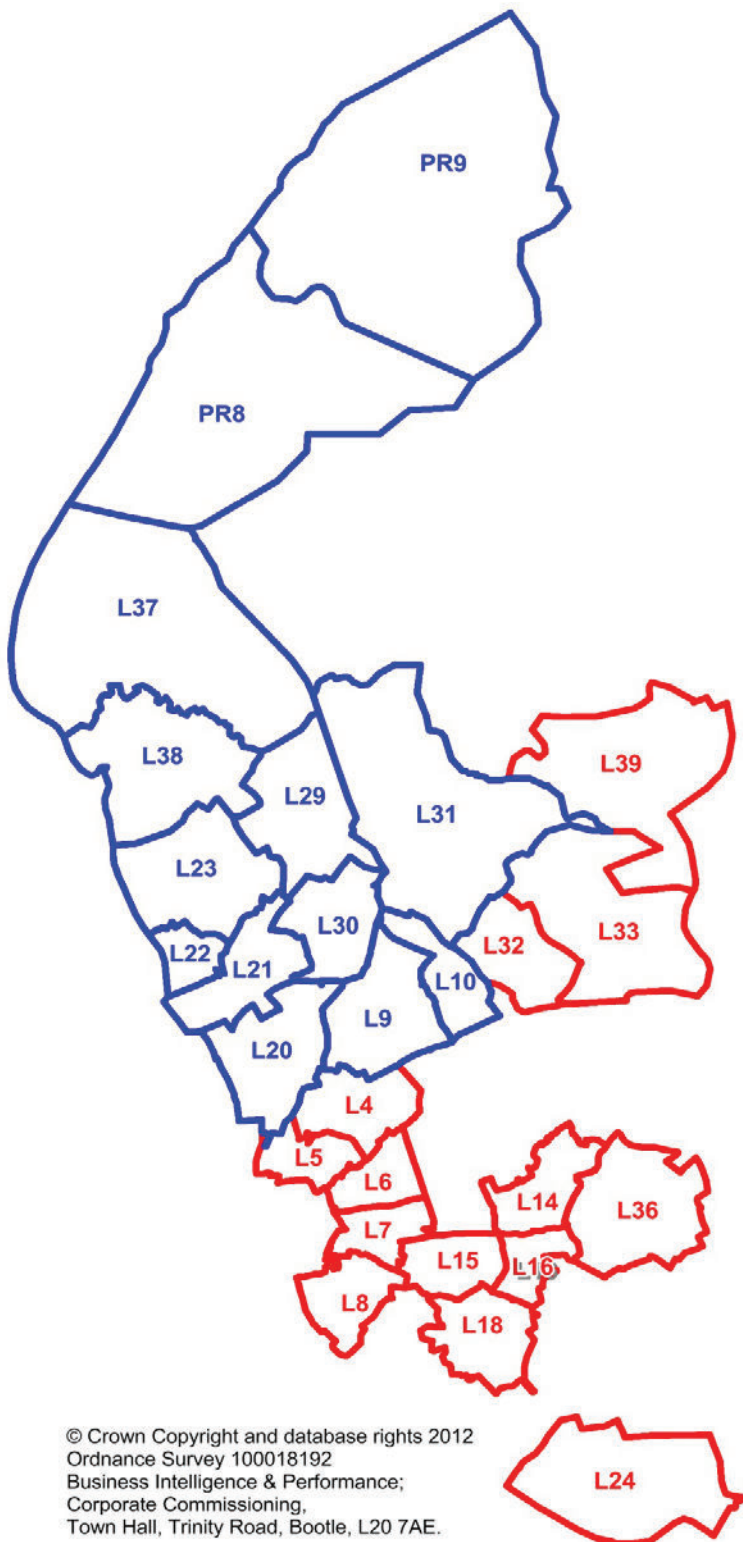 PR9
PR8
L37
L38
L29
L31
L39
L23
L30
L22
L21
L32
L33
L10
L9
L20
L4
L5
L6
L14
L36
L7
L15
L16
L8
L18
© Crown Copyright and database rights 2012
Ordnance Survey 100018192
Business Intelligence & Performance;
Corporate Commissioning,
Town Hall, Trinity Road, Bootle, L20 7AE.
L24